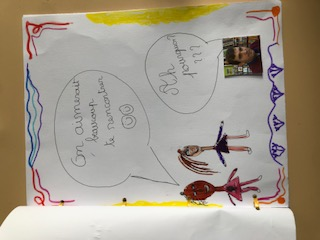 On aimerait
beaucoup
te rencontrer
Ah
pourquoi
???